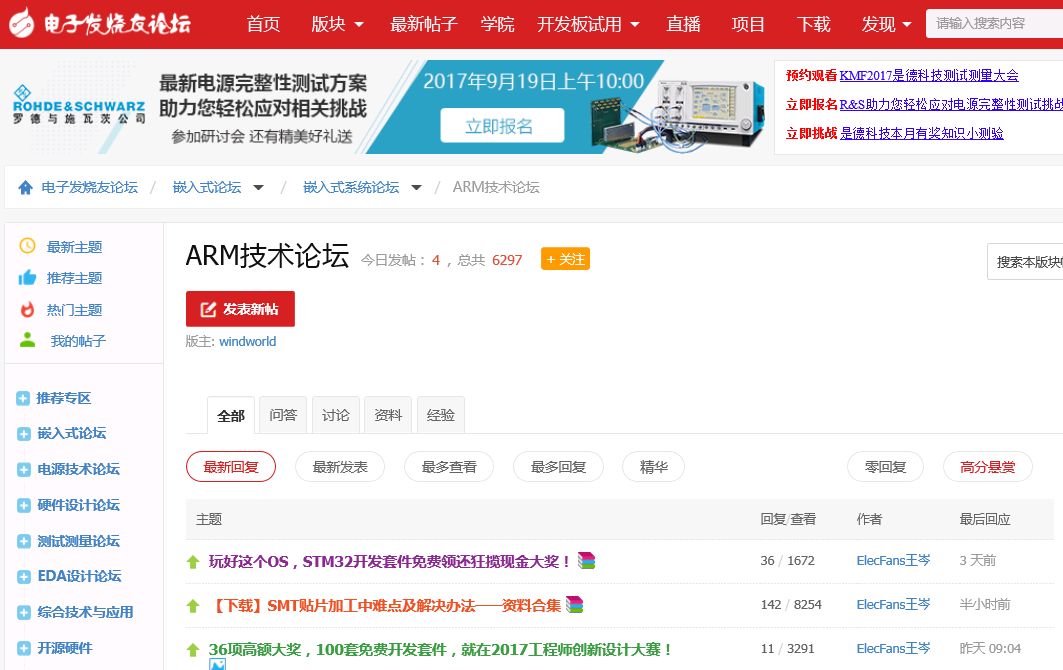 电子发烧友论坛 首页 版块 最新帖子 学院 开发板试用 直播 项目 下载 发现 请输入搜索内容
ROHDE&SCHWARZ
罗德与施瓦茨公司
最新电源完整性测试方案
助力您轻松应对相关挑战
参加研讨会 还有精美好礼送
2017年9月19日上午10:00
立即报名
预约观看 KMF2017是德科技测试测量大会
立即报名 R&S助力您轻松应对电源完整性测试挑战
立即挑战 是德科技本月有奖知识小测验
电子发烧友论坛 / 嵌入式论坛 / 嵌入式系统论坛 / ARM技术论坛
最新主题
推荐主题
热门主题
我的帖子
推荐专区
嵌入式论坛
电源技术论坛
硬件设计论坛
测试测量论坛
EDA设计论坛
综合技术与应用
开源硬件
ARM技术论坛 今日发帖: 4 , 总共 6297 + 关注
搜索本版块
发表新帖
版主: windworld
全部 问答 讨论 资料 经验
最新回复 最新发表 最多查看 最多回复 精华 零回复 高分悬赏
主题 回复/查看 作者 最后回应
玩好这个OS，STM32开发套件免费领还狂揽现金大奖！ 36 / 1672 ElecFans王岑 3 天前
【下载】SMT贴片加工中难点及解决办法——资料合集 142 / 8254 ElecFans王岑 半小时前
36项高额大奖，100套免费开发套件，就在2017工程师创新设计大赛！ 11 / 3291 ElecFans王岑 昨天 09:04